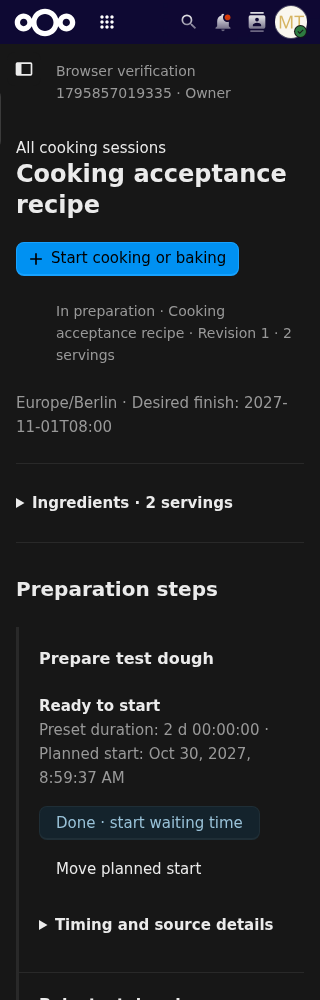 MT
Browser verification
1795857019335 · Owner
All cooking sessions
Cooking acceptance
recipe
+ Start cooking or baking
In preparation · Cooking
acceptance recipe · Revision 1 · 2
servings
Europe/Berlin · Desired finish: 2027-
11-01T08:00
Ingredients · 2 servings
Preparation steps
Prepare test dough
Ready to start
Preset duration: 2 d 00:00:00 ·
Planned start: Oct 30, 2027,
8:59:37 AM
Done · start waiting time
Move planned start
Timing and source details